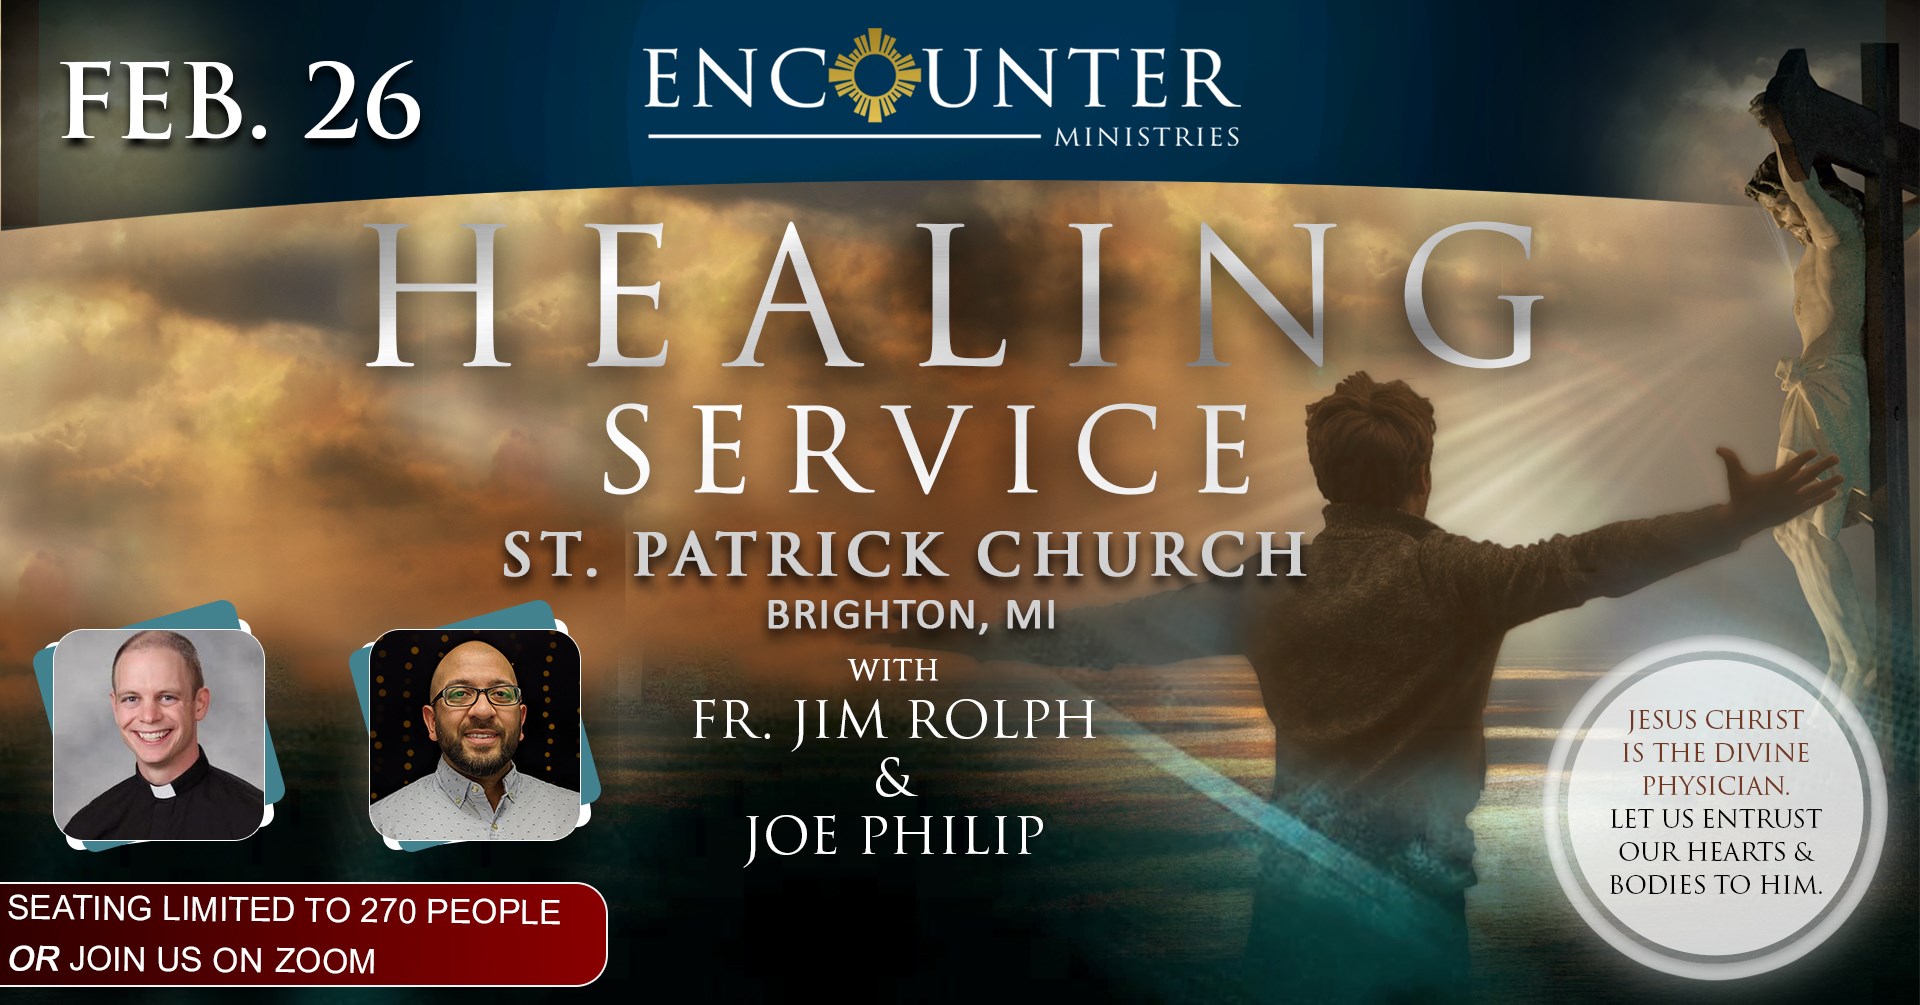 FEB. 26
ENCOUNTER
MINISTRIES
HEALING
SERVICE
ST. PATRICK CHURCH
BRIGHTON, MI
WITH
FR. JIM ROLPH
&
JOE PHILIP
SEATING LIMITED TO 270 PEOPLE
OR JOIN US ON ZOOM
JESUS CHRIST
IS THE DIVINE
PHYSICIAN.
LET US ENTRUST
OUR HEARTS &
BODIES TO HIM.